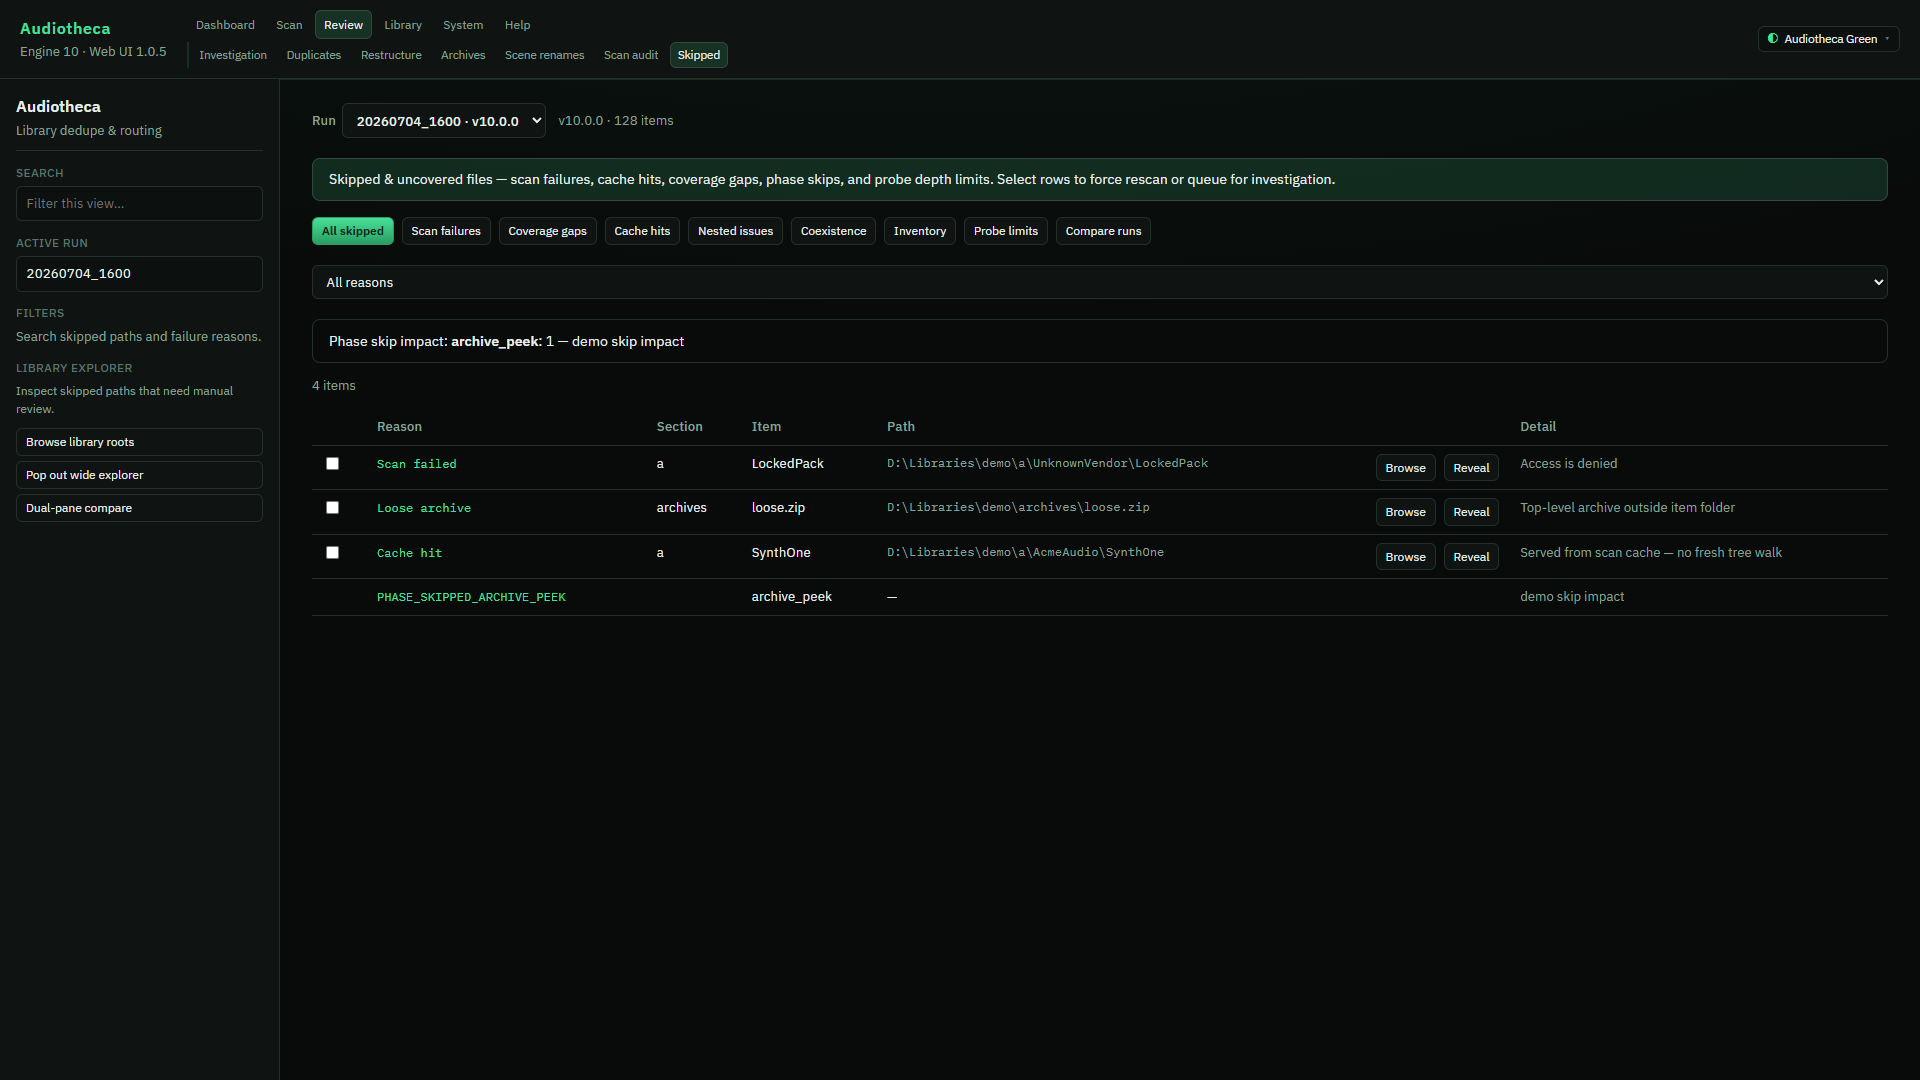 Audiotheca
Engine 10 · Web UI 1.0.5
Dashboard Scan Review Library System Help
Investigation Duplicates Restructure Archives Scene renames Scan audit Skipped
Audiotheca Green
Audiotheca
Library dedupe & routing
SEARCH
Filter this view...
ACTIVE RUN
20260704_1600
FILTERS
Search skipped paths and failure reasons.
LIBRARY EXPLORER
Inspect skipped paths that need manual
review.
Browse library roots
Pop out wide explorer
Dual-pane compare
Run 20260704_1600 · v10.0.0 v10.0.0 · 128 items
Skipped & uncovered files — scan failures, cache hits, coverage gaps, phase skips, and probe depth limits. Select rows to force rescan or queue for investigation.
All skipped Scan failures Coverage gaps Cache hits Nested issues Coexistence Inventory Probe limits Compare runs
All reasons
Phase skip impact: archive_peek: 1 — demo skip impact
4 items
Reason Section Item Path Detail
Scan failed a LockedPack D:\Libraries\demo\a\UnknownVendor\LockedPack Browse Reveal Access is denied
Loose archive archives loose.zip D:\Libraries\demo\archives\loose.zip Browse Reveal Top-level archive outside item folder
Cache hit a SynthOne D:\Libraries\demo\a\AcmeAudio\SynthOne Browse Reveal Served from scan cache — no fresh tree walk
PHASE_SKIPPED_ARCHIVE_PEEK archive_peek — demo skip impact